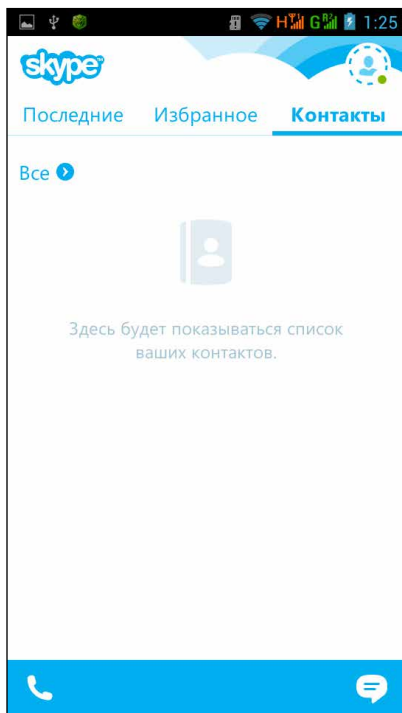 H G R 1:25
skype
Последние Избранное Контакты
Все
Здесь будет показываться список
ваших контактов.